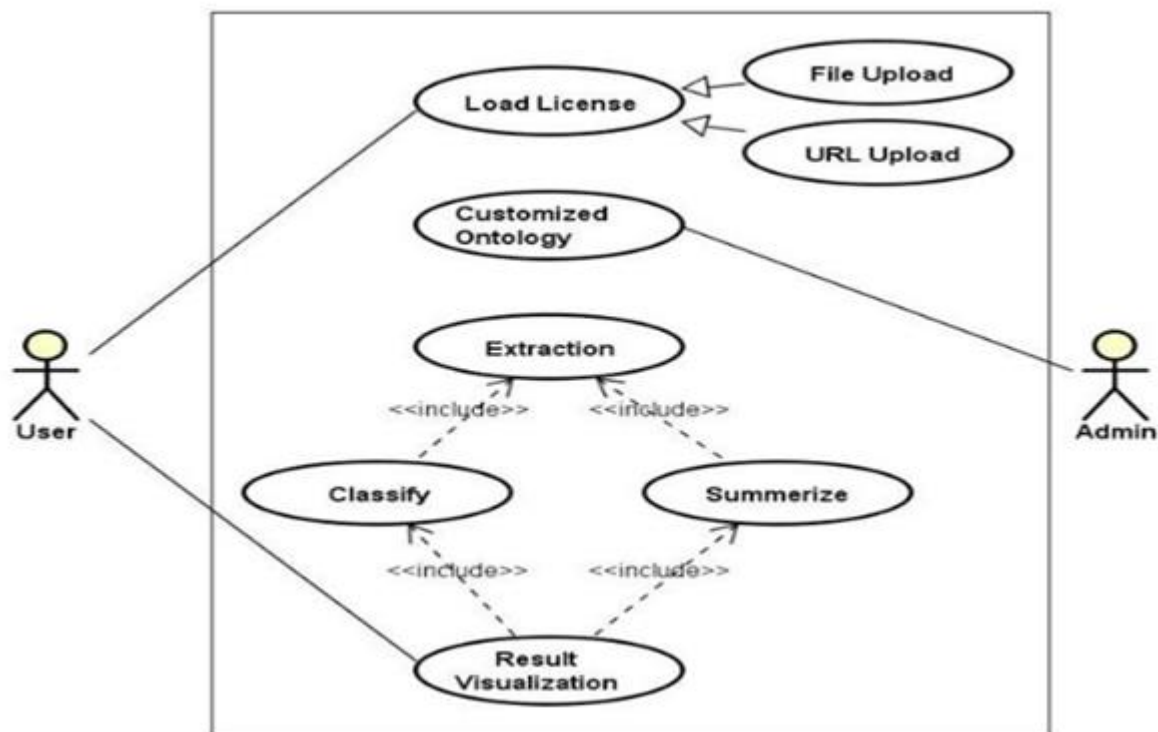 File Upload
Load License
URL Upload
Customized
Ontology
Extraction
<<include>>
<<include>>
User
Admin
Classify
Summerize
<<include>>
<<include>>
Result
Visualization